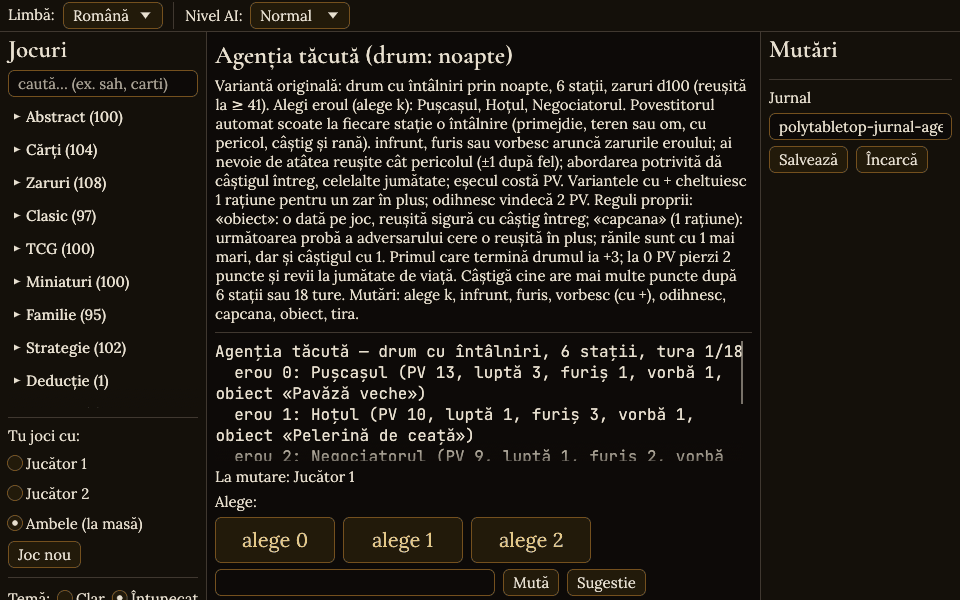 Limbă: Română ▼ Nivel AI: Normal ▼
Jocuri
caută... (ex. sah, carti)
▸ Abstract (100)
▸ Cărți (104)
▸ Zaruri (108)
▸ Clasic (97)
▸ TCG (100)
▸ Miniaturi (100)
▸ Familie (95)
▸ Strategie (102)
▸ Deducție (1)
Tu joci cu:
Jucător 1
Jucător 2
Ambele (la masă)
Joc nou
Temă: Clar Întunecat
Agenția tăcută (drum: noapte)
Variantă originală: drum cu întâlniri prin noapte, 6 stații, zaruri d100 (reușită
la ≥ 41). Alegi eroul (alege k): Pușcașul, Hoțul, Negociatorul. Povestitorul
automat scoate la fiecare stație o întâlnire (primejdie, teren sau om, cu
pericol, câștig și rană). infrunt, furis sau vorbesc aruncă zarurile eroului; ai
nevoie de atâtea reușite cât pericolul (±1 după fel); abordarea potrivită dă
câștigul întreg, celelalte jumătate; eșecul costă PV. Variantele cu + cheltuiesc
1 rațiune pentru un zar în plus; odihnesc vindecă 2 PV. Reguli proprii:
«obiect»: o dată pe joc, reușită sigură cu câștig întreg; «capcana» (1 rațiune):
următoarea probă a adversarului cere o reușită în plus; rănile sunt cu 1 mai
mari, dar și câștigul cu 1. Primul care termină drumul ia +3; la 0 PV pierzi 2
puncte și revii la jumătate de viață. Câștigă cine are mai multe puncte după
6 stații sau 18 ture. Mutări: alege k, infrunt, furis, vorbesc (cu +), odihnesc,
capcana, obiect, tira.
Agenția tăcută — drum cu întâlniri, 6 stații, tura 1/18
erou 0: Pușcașul (PV 13, luptă 3, furiș 1, vorbă 1,
obiect «Pavăză veche»)
erou 1: Hoțul (PV 10, luptă 1, furiș 3, vorbă 1,
obiect «Pelerină de ceață»)
erou 2: Negociatorul (PV 9, luptă 1, furiș 2, vorbă
La mutare: Jucător 1
Alege:
alege 0 alege 1 alege 2
Mută Sugestie
Mutări
Jurnal
polytabletop-jurnal-age
Salvează Încarcă